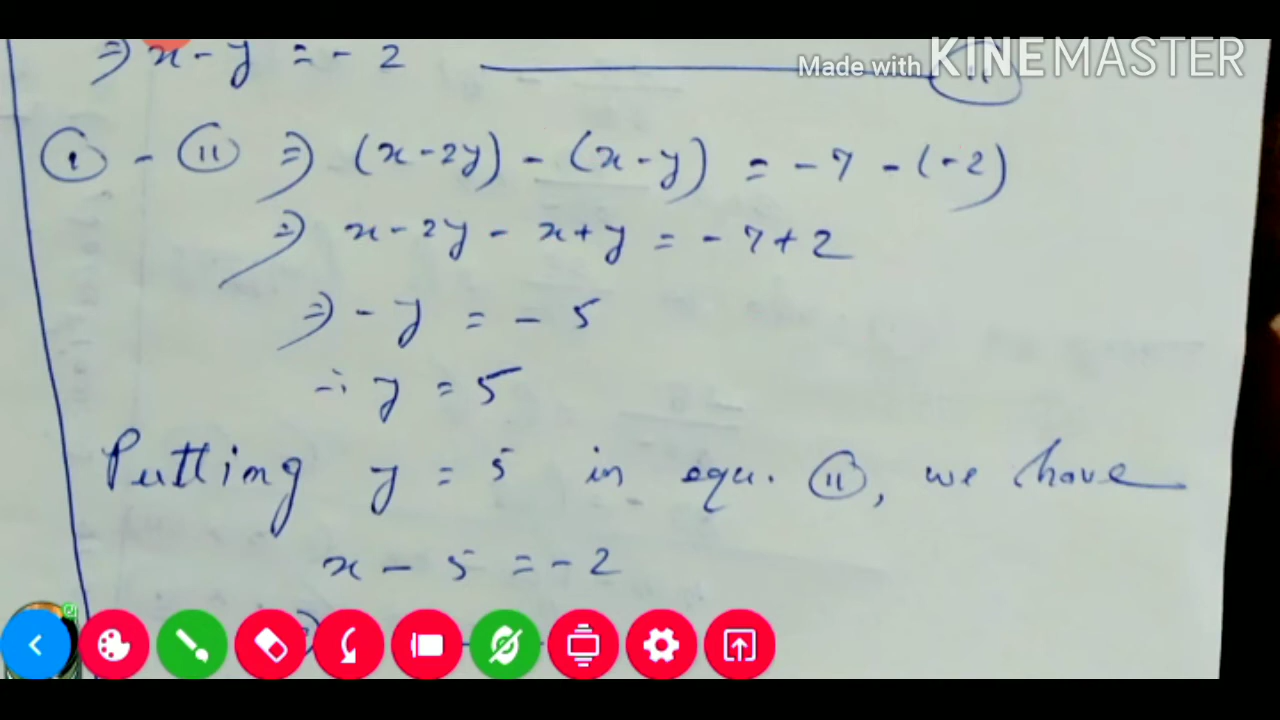 ⇒ x - y = - 2 ——— (II)
Made with KINEMASTER
(I) - (II) ⇒ (x - 2y) - (x - y) = - 7 - (-2)
⇒ x - 2y - x + y = - 7 + 2
⇒ - y = - 5
∴ y = 5
Putting y = 5 in equ. (II), we have
x - 5 = - 2
⇒